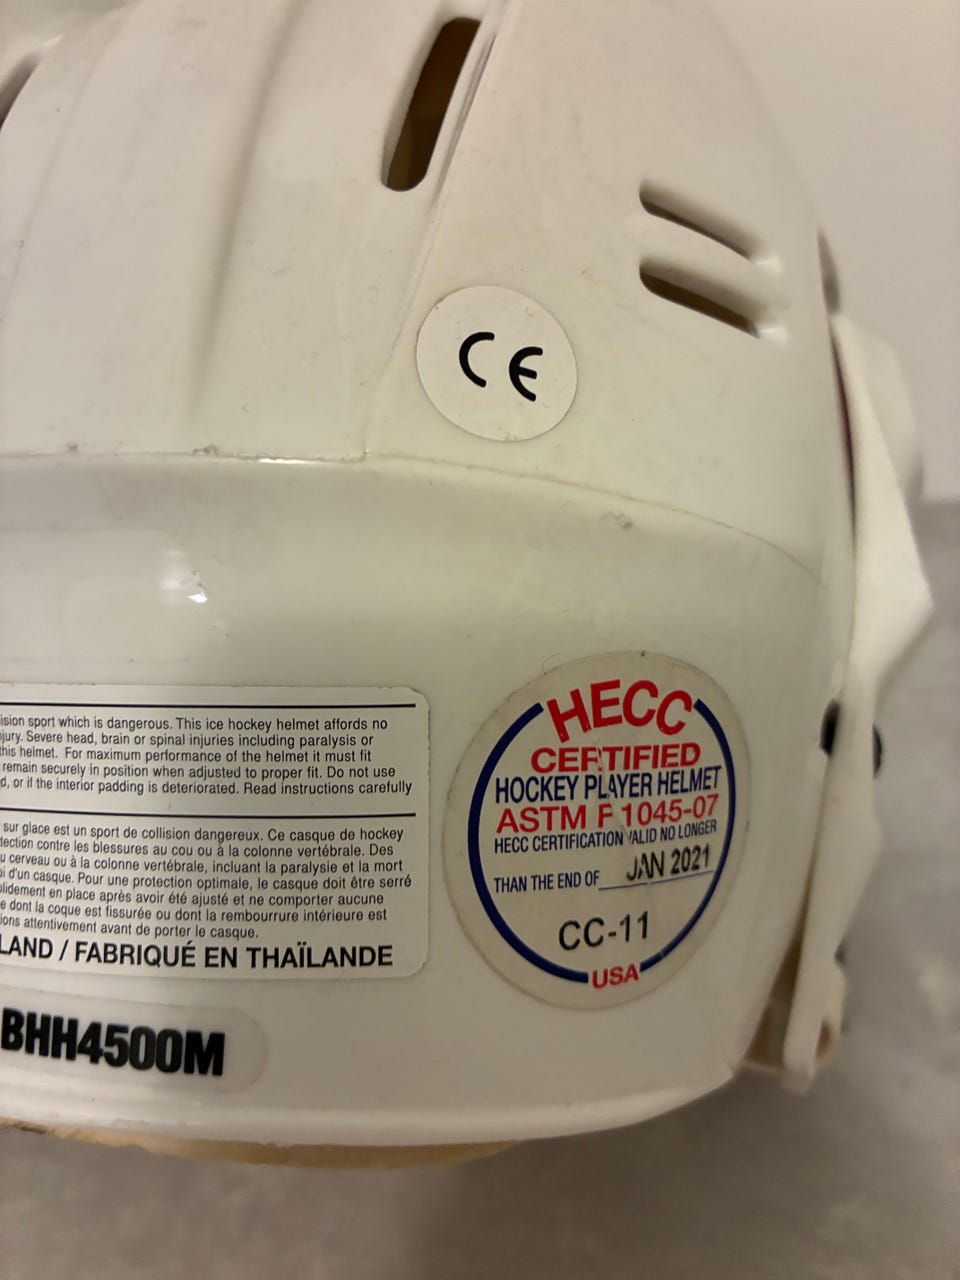 CE
ision sport which is dangerous. This ice hockey helmet affords no
jury. Severe head, brain or spinal injuries including paralysis or
this helmet. For maximum performance of the helmet it must fit
remain securely in position when adjusted to proper fit. Do not use
d, or if the interior padding is deteriorated. Read instructions carefully
sur glace est un sport de collision dangereux. Ce casque de hockey
tection contre les blessures au cou ou à la colonne vertébrale. Des
u cerveau ou à la colonne vertébrale, incluant la paralysie et la mort
oi d'un casque. Pour une protection optimale, le casque doit être serré
olidement en place après avoir été ajusté et ne comporter aucune
e dont la coque est fissurée ou dont la rembourrure intérieure est
ions attentivement avant de porter le casque.
LAND / FABRIQUÉ EN THAÏLANDE
BHH4500M
HECC
CERTIFIED
HOCKEY PLAYER HELMET
ASTM F 1045-07
HECC CERTIFICATION VALID NO LONGER
THAN THE END OF JAN 2021
CC-11
USA